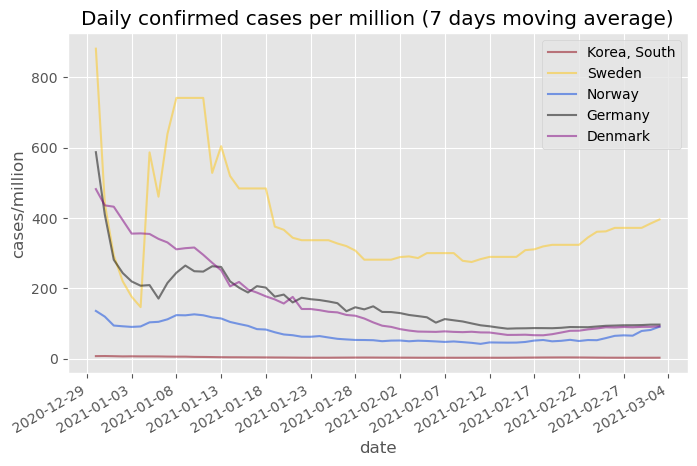 Daily confirmed cases per million (7 days moving average)
Korea, South
Sweden
Norway
Germany
Denmark
cases/million
800
600
400
200
0
2020-12-29
2021-01-03
2021-01-08
2021-01-13
2021-01-18
2021-01-23
2021-01-28
2021-02-02
2021-02-07
2021-02-12
2021-02-17
2021-02-22
2021-02-27
2021-03-04
date